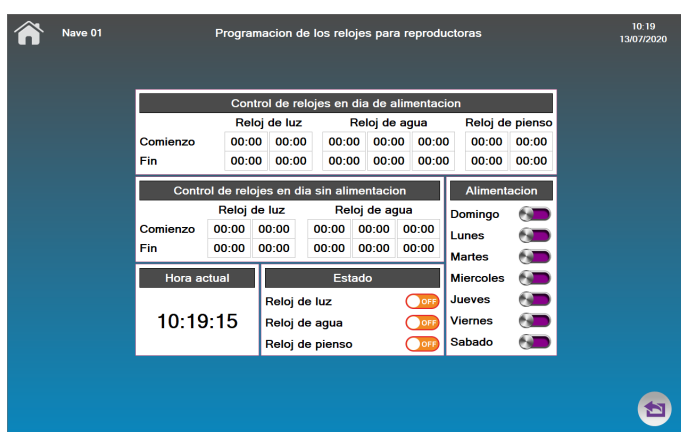 Nave 01
Programacion de los relojes para reproductoras
10:19
13/07/2020
Control de relojes en dia de alimentacion
Reloj de luz Reloj de agua Reloj de pienso
Comienzo 00:00 00:00 00:00 00:00 00:00 00:00 00:00
Fin 00:00 00:00 00:00 00:00 00:00 00:00 00:00
Control de relojes en dia sin alimentacion
Reloj de luz Reloj de agua
Comienzo 00:00 00:00 00:00 00:00 00:00
Fin 00:00 00:00 00:00 00:00 00:00
Alimentacion
Domingo
Lunes
Martes
Miercoles
Jueves
Viernes
Sabado
Hora actual
10:19:15
Estado
Reloj de luz OFF
Reloj de agua OFF
Reloj de pienso OFF